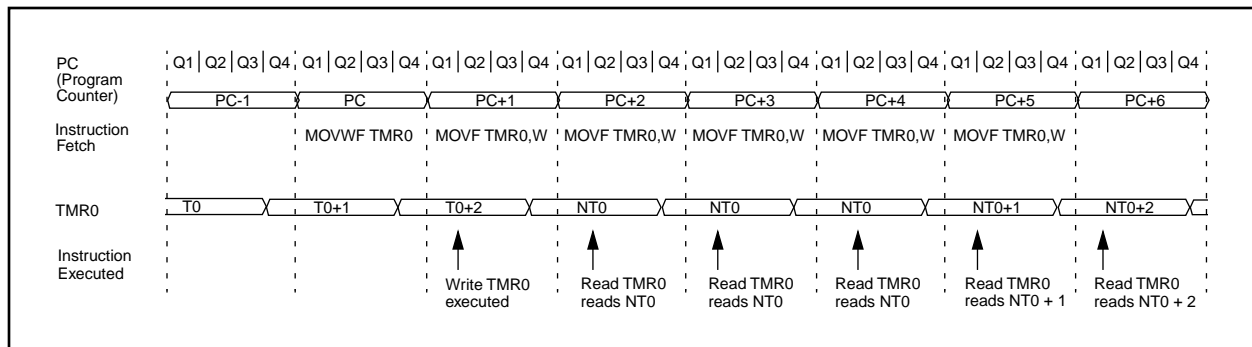 PC
(Program
Counter)
Q1 Q2 Q3 Q4 Q1 Q2 Q3 Q4 Q1 Q2 Q3 Q4 Q1 Q2 Q3 Q4 Q1 Q2 Q3 Q4 Q1 Q2 Q3 Q4 Q1 Q2 Q3 Q4 Q1 Q2 Q3 Q4
PC-1 PC PC+1 PC+2 PC+3 PC+4 PC+5 PC+6
Instruction
Fetch
MOVWF TMR0 MOVF TMR0,W MOVF TMR0,W MOVF TMR0,W MOVF TMR0,W MOVF TMR0,W
TMR0
T0 T0+1 T0+2 NT0 NT0 NT0 NT0+1 NT0+2
Instruction
Executed
Write TMR0
executed
Read TMR0
reads NT0
Read TMR0
reads NT0
Read TMR0
reads NT0
Read TMR0
reads NT0 + 1
Read TMR0
reads NT0 + 2